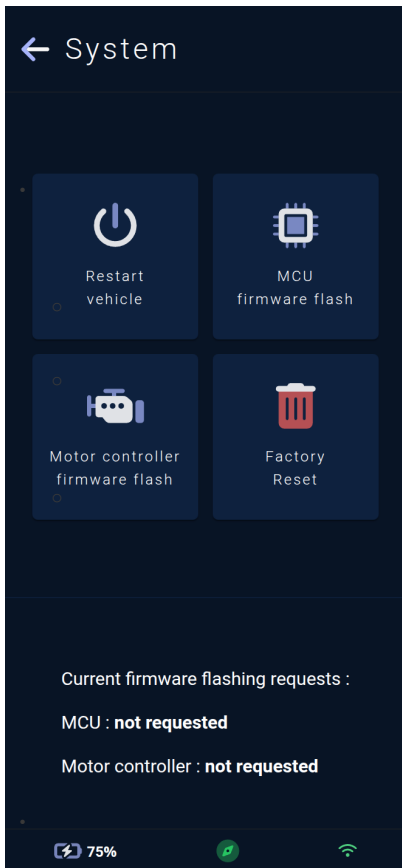 System
Restart
vehicle
MCU
firmware flash
Motor controller
firmware flash
Factory
Reset
Current firmware flashing requests :
MCU : not requested
Motor controller : not requested
75%